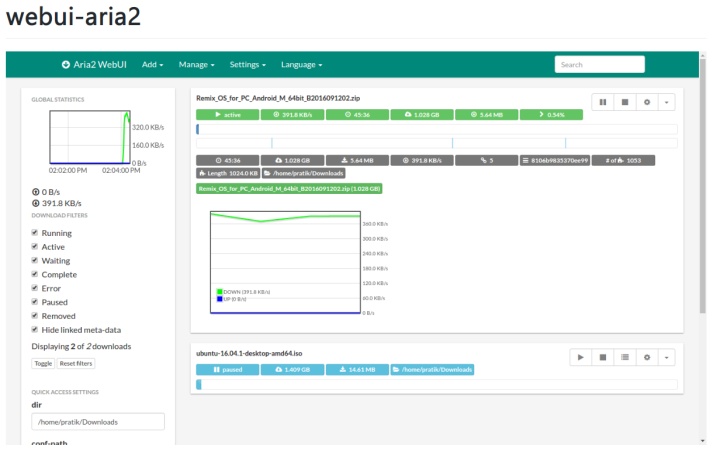 webui-aria2
Aria2 WebUI Add Manage Settings Language Search
GLOBAL STATISTICS
320.0 KB/s
160.0 KB/s
0 B/s
02:02:00 PM 02:04:00 PM
0 B/s
391.8 KB/s
DOWNLOAD FILTERS
Running
Active
Waiting
Complete
Error
Paused
Removed
Hide linked meta-data
Displaying 2 of 2 downloads
Toggle Reset filters
QUICK ACCESS SETTINGS
dir
/home/pratik/Downloads
conf-path
Remix_OS_for_PC_Android_M_64bit_B2016091202.zip
active 391.8 KB/s 45:36 1.028 GB 5.64 MB 0.54%
45:36 1.028 GB 5.64 MB 391.8 KB/s 5 8106b9835370ee99 # of 1053
Length 1024.0 KB /home/pratik/Downloads
Remix_OS_for_PC_Android_M_64bit_B2016091202.zip (1.028 GB)
360.0 KB/s
300.0 KB/s
240.0 KB/s
180.0 KB/s
120.0 KB/s
60.0 KB/s
0 B/s
DOWN (391.8 KB/s)
UP (0 B/s)
ubuntu-16.04.1-desktop-amd64.iso
paused 1.409 GB 14.61 MB /home/pratik/Downloads